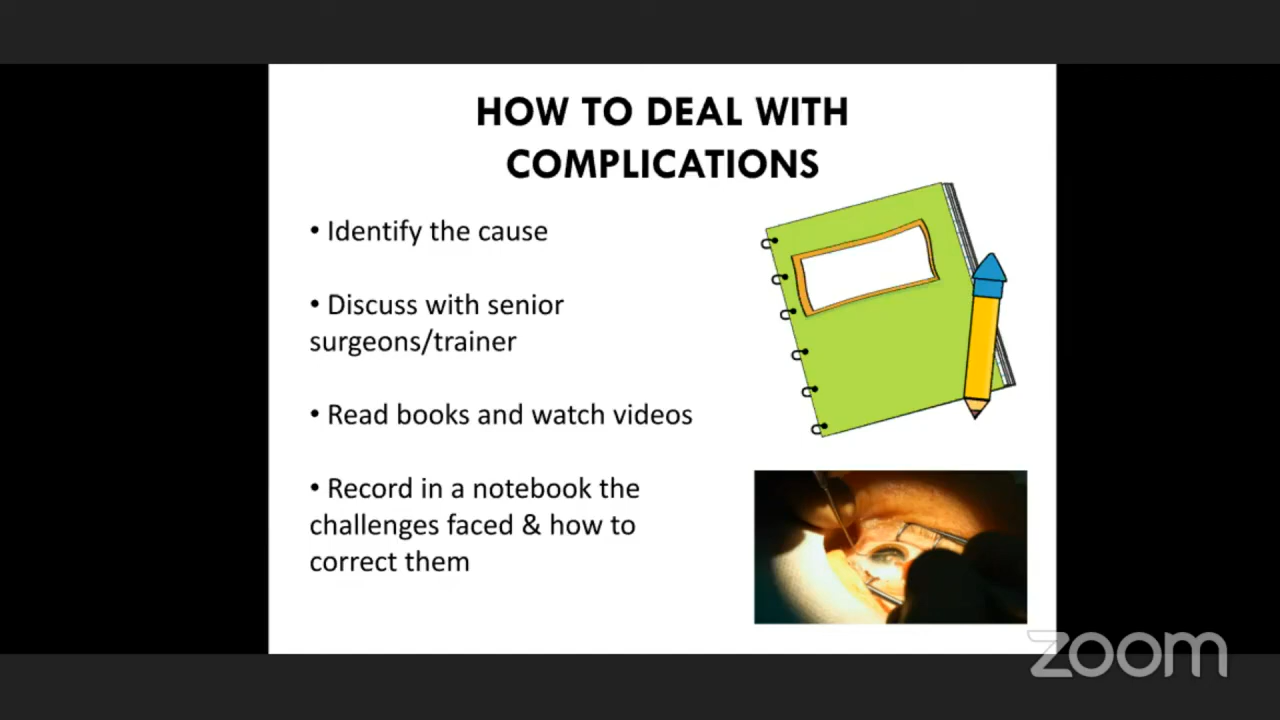 HOW TO DEAL WITH
COMPLICATIONS
• Identify the cause
• Discuss with senior
surgeons/trainer
• Read books and watch videos
• Record in a notebook the
challenges faced & how to
correct them
zoom